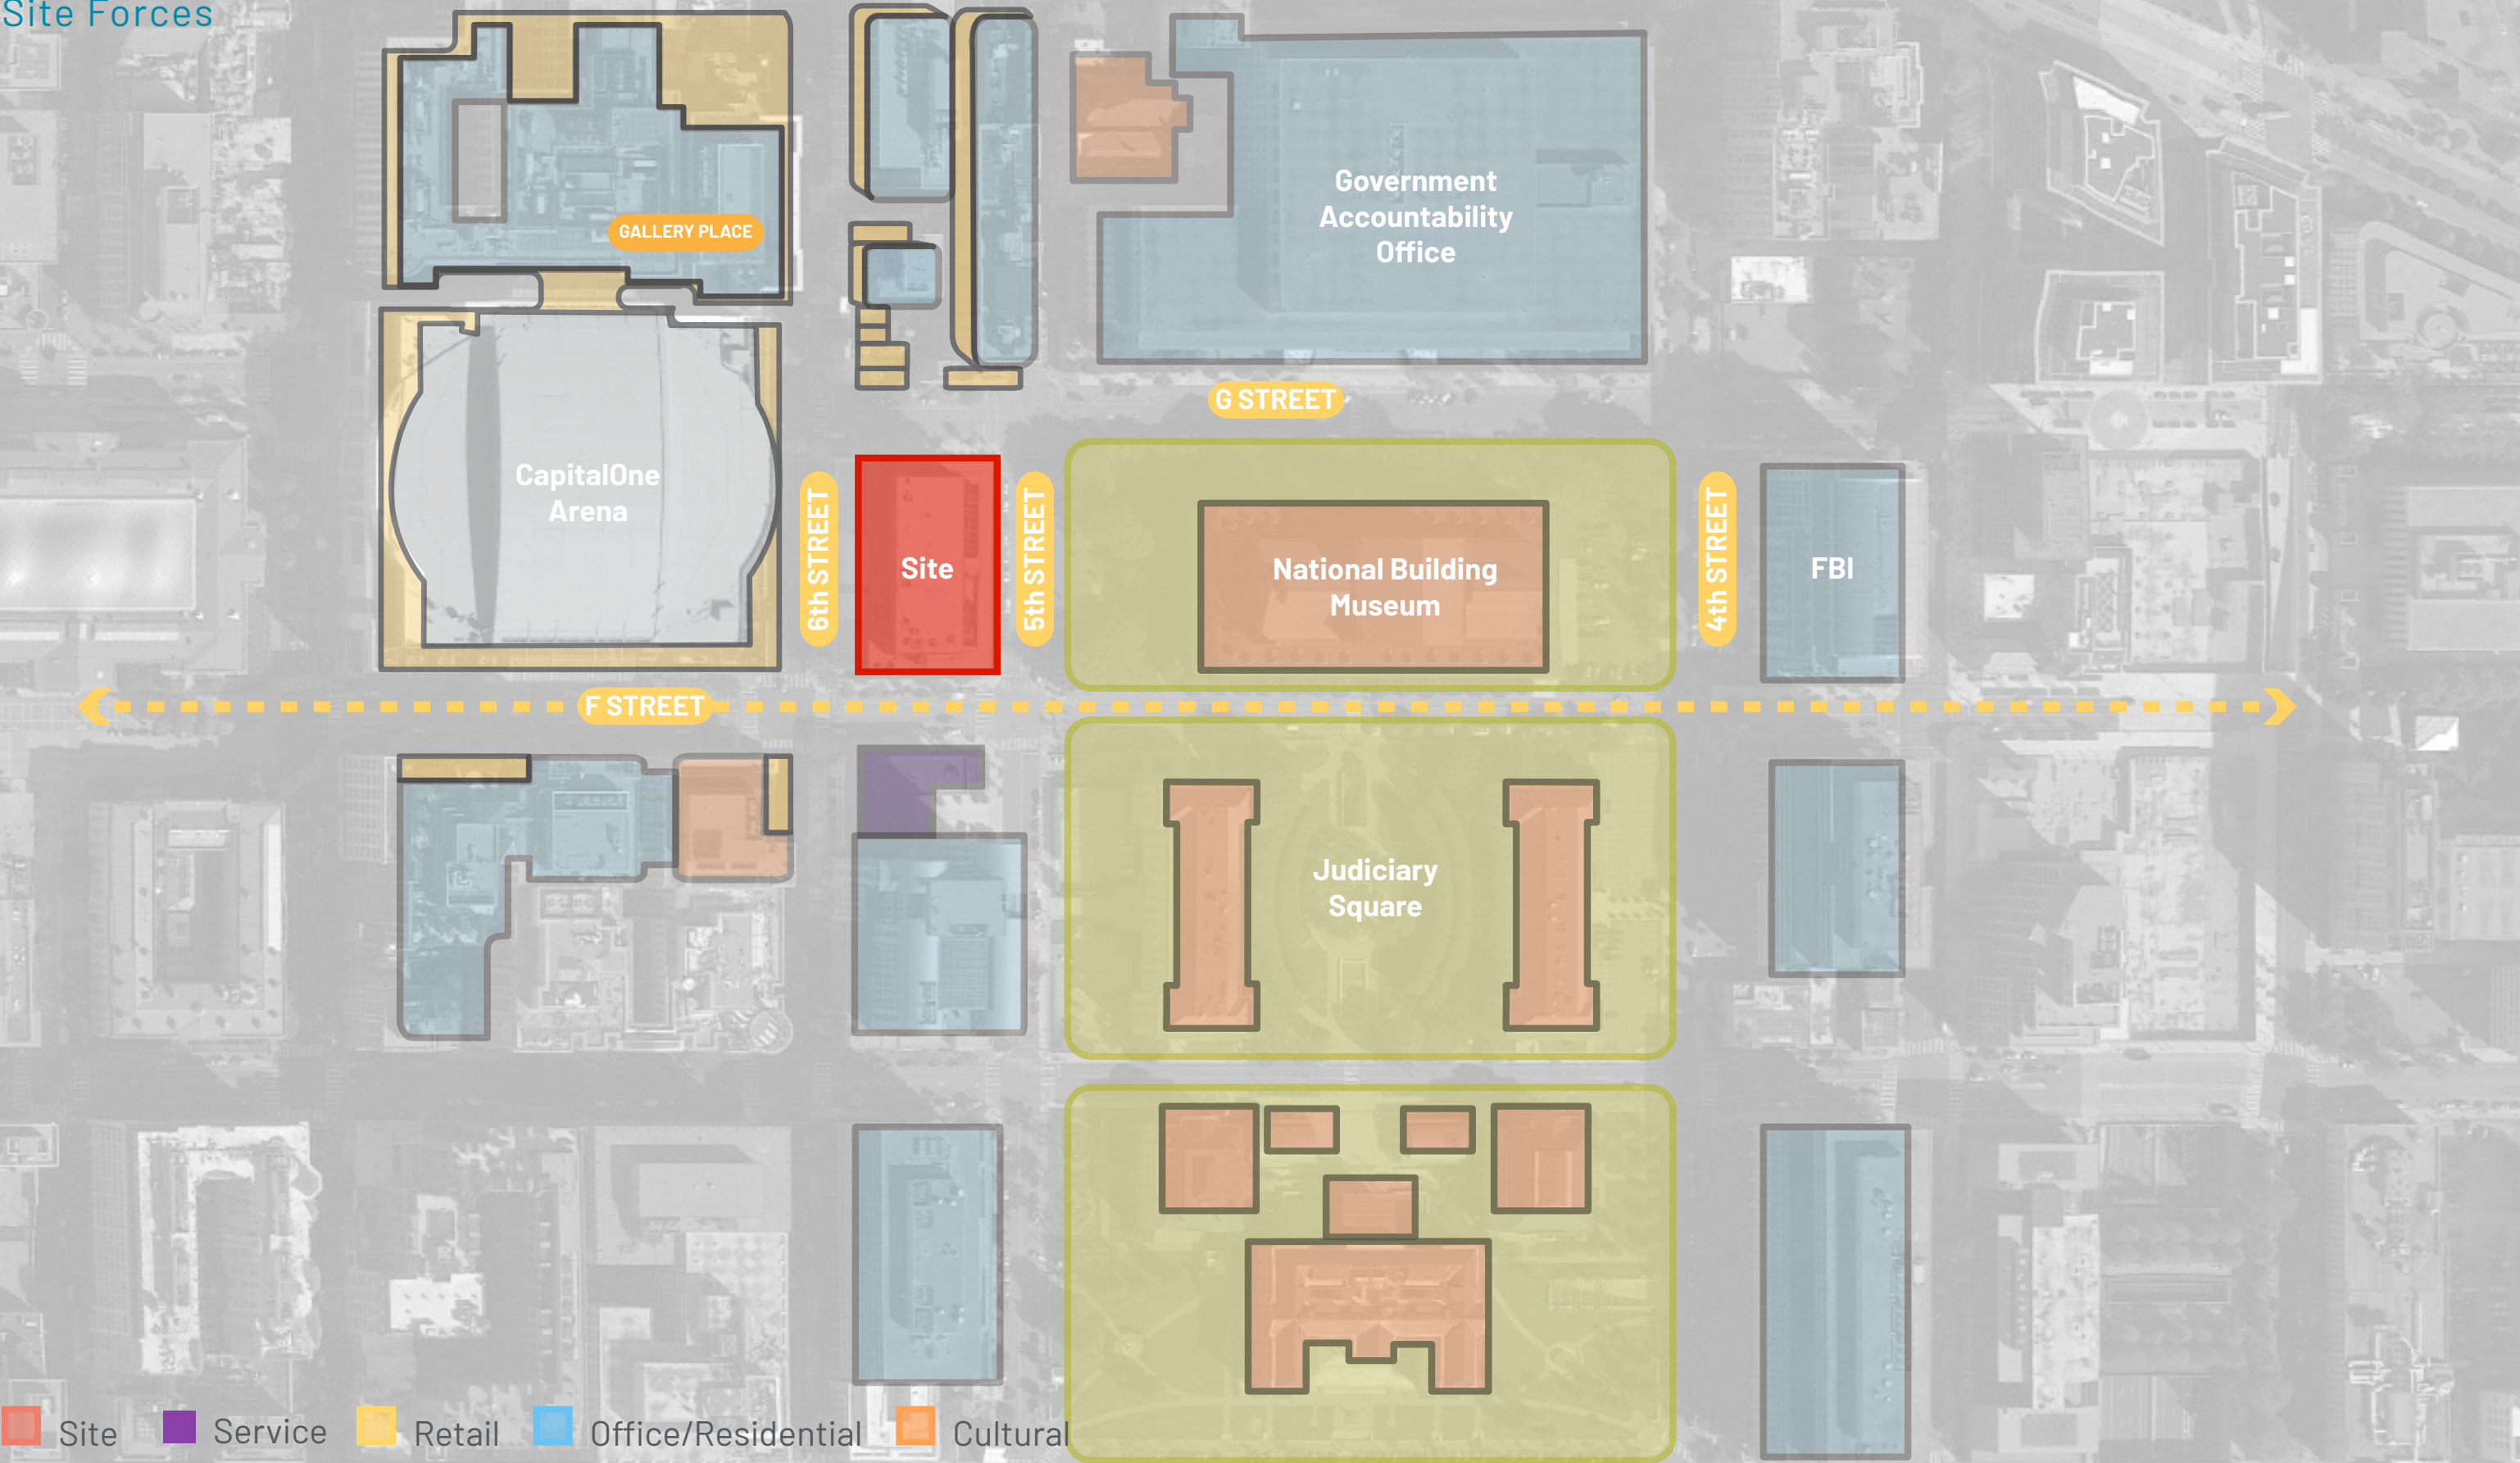 Site Forces
GALLERY PLACE
Government
Accountability
Office
G STREET
CapitalOne
Arena
6th STREET
Site
5th STREET
National Building
Museum
4th STREET
FBI
F STREET
Judiciary
Square
Site
Service
Retail
Office/Residential
Cultural